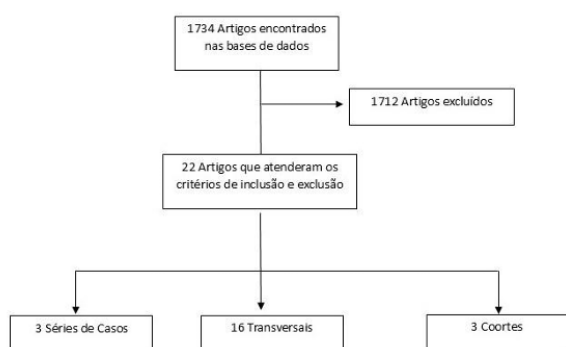 1734 Artigos encontrados
nas bases de dados
1712 Artigos excluídos
22 Artigos que atenderam os
critérios de inclusão e exclusão
3 Séries de Casos
16 Transversais
3 Coortes